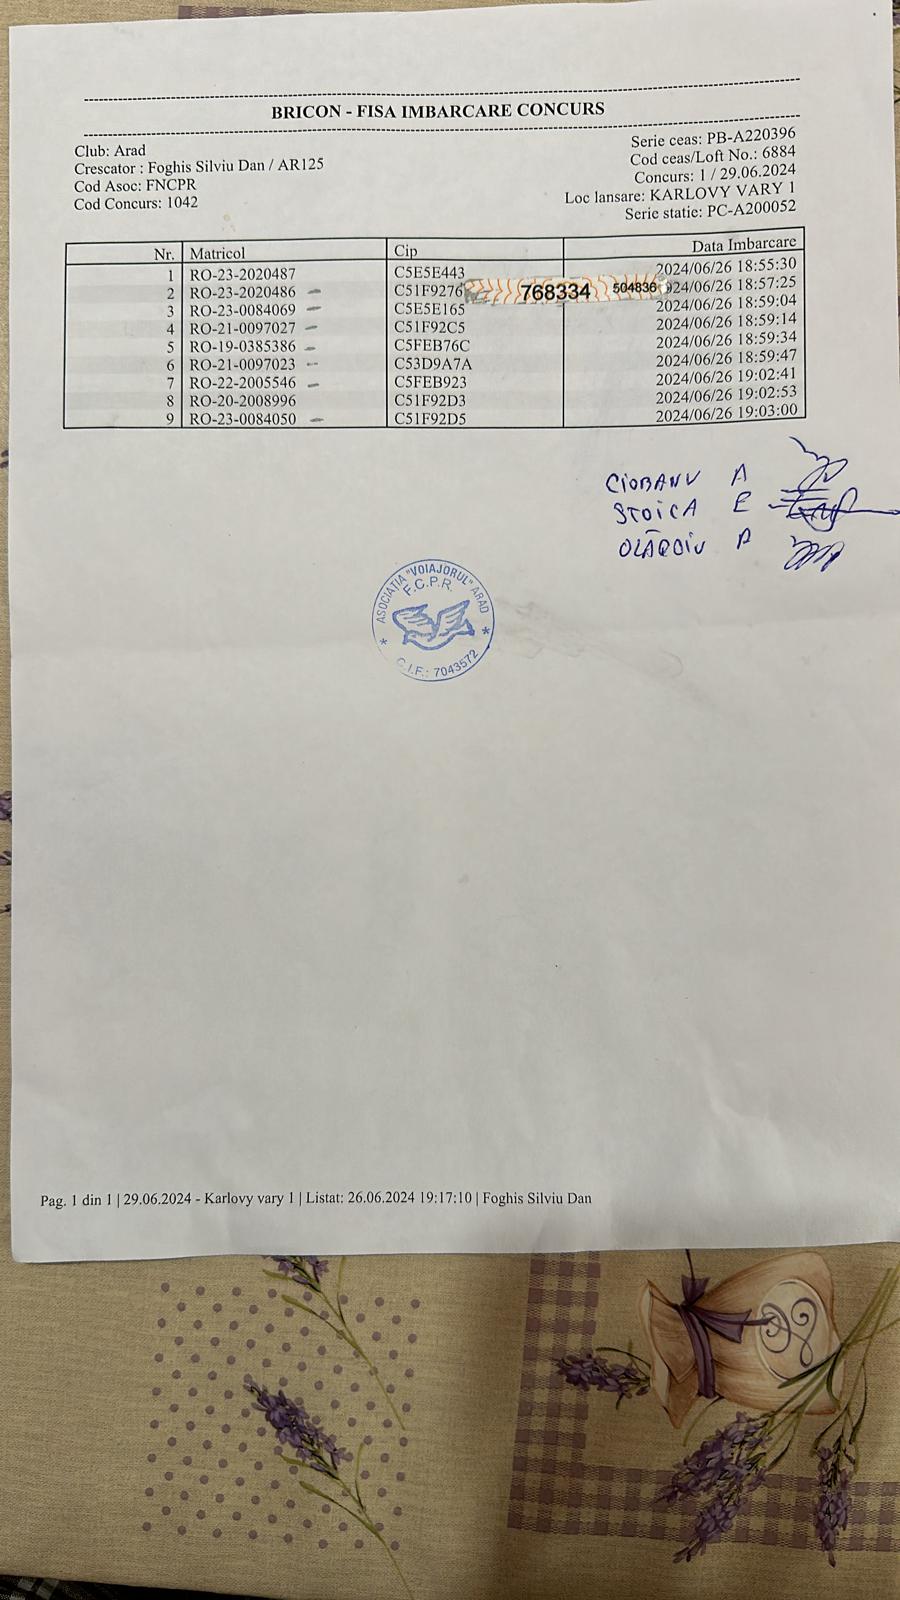 BRICON - FISA IMBARCARE CONCURS
Club: Arad
Crescator : Foghis Silviu Dan / AR125
Cod Asoc: FNCPR
Cod Concurs: 1042
Serie ceas: PB-A220396
Cod ceas/Loft No.: 6884
Concurs: 1 / 29.06.2024
Loc lansare: KARLOVY VARY 1
Serie statie: PC-A200052
Nr. Matricol Cip Data Imbarcare
1 RO-23-2020487 C5E5E443 2024/06/26 18:55:30
2 RO-23-2020486 C51F9276 768334 504836 024/06/26 18:57:25
3 RO-23-0084069 C5E5E165 2024/06/26 18:59:04
4 RO-21-0097027 C51F92C5 2024/06/26 18:59:14
5 RO-19-0385386 C5FEB76C 2024/06/26 18:59:34
6 RO-21-0097023 C53D9A7A 2024/06/26 18:59:47
7 RO-22-2005546 C5FEB923 2024/06/26 19:02:41
8 RO-20-2008996 C51F92D3 2024/06/26 19:02:53
9 RO-23-0084050 C51F92D5 2024/06/26 19:03:00
CIOBANU A
STOICA E
ASOCIATIA "VOIAJORUL" ARAD
F.C.P.R.
C.I.F.: 7043572
Pag. 1 din 1 | 29.06.2024 - Karlovy vary 1 | Listat: 26.06.2024 19:17:10 | Foghis Silviu Dan